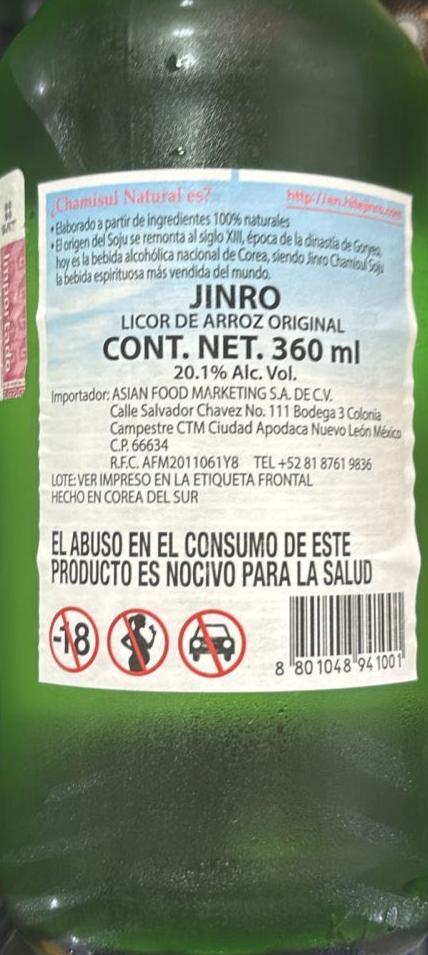 ¿Chamisul Natural es?
http://en.hitejinro.com
• Elaborado a partir de ingredientes 100% naturales
• El origen del Soju se remonta al siglo XIII, época de la dinastía de Goryeo,
hoy es la bebida alcohólica nacional de Corea, siendo Jinro Chamisul Soju
la bebida espirituosa más vendida del mundo.
JINRO
LICOR DE ARROZ ORIGINAL
CONT. NET. 360 ml
20.1% Alc. Vol.
Importador: ASIAN FOOD MARKETING S.A. DE C.V.
Calle Salvador Chavez No. 111 Bodega 3 Colonia
Campestre CTM Ciudad Apodaca Nuevo León México
C.P. 66634
R.F.C. AFM2011061Y8 TEL +52 81 8761 9836
LOTE: VER IMPRESO EN LA ETIQUETA FRONTAL
HECHO EN COREA DEL SUR
EL ABUSO EN EL CONSUMO DE ESTE
PRODUCTO ES NOCIVO PARA LA SALUD
-18
8 801048 941001
SAT
Importado